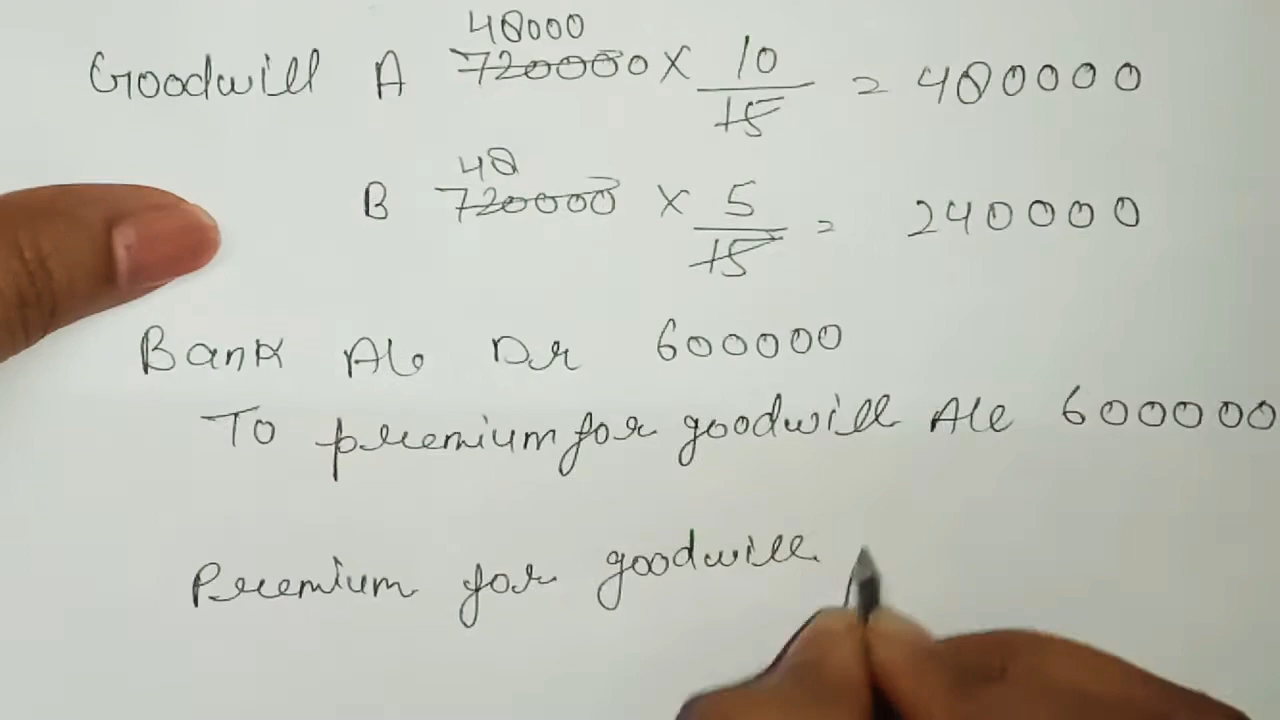 48000
Goodwill A 720000 x 10/15 = 480000
48
B 720000 x 5/15 = 240000
Bank A/c Dr 600000
To premium for goodwill A/c 600000
Premium for goodwill